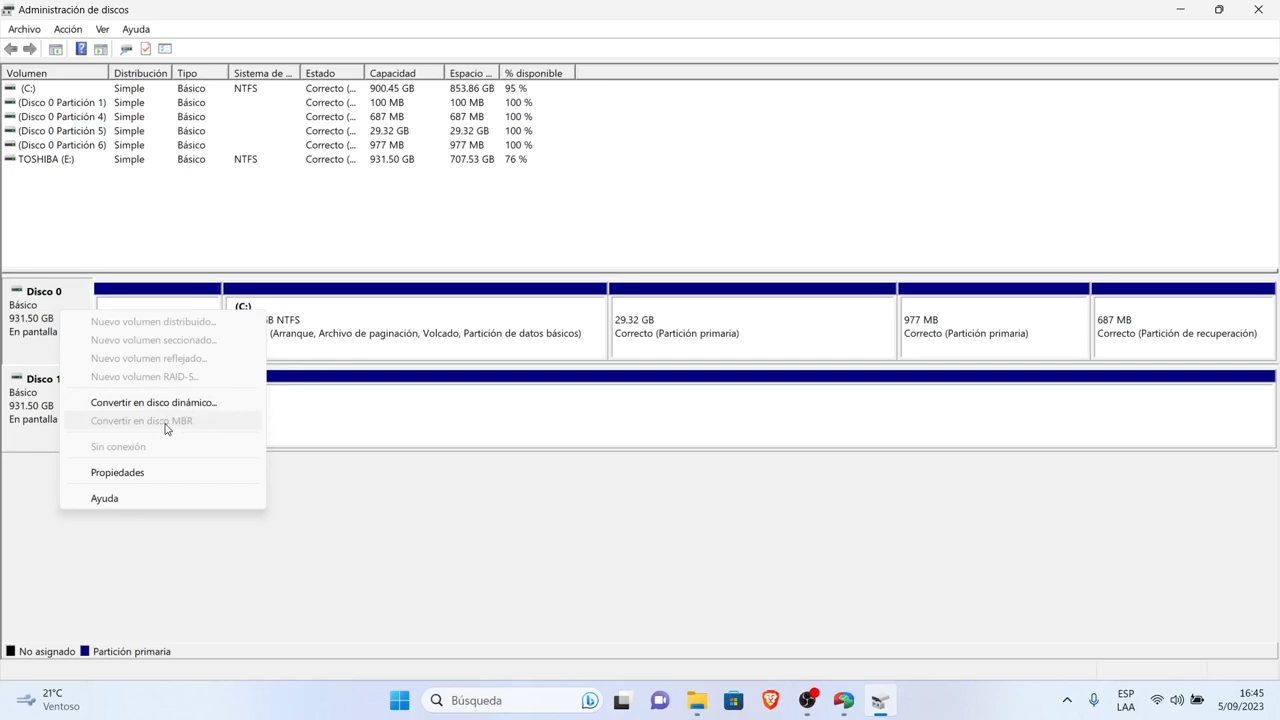 Administración de discos
Archivo Acción Ver Ayuda
Volumen Distribución Tipo Sistema de ... Estado Capacidad Espacio ... % disponible
(C:) Simple Básico NTFS Correcto (... 900.45 GB 853.86 GB 95 %
(Disco 0 Partición 1) Simple Básico Correcto (... 100 MB 100 MB 100 %
(Disco 0 Partición 4) Simple Básico Correcto (... 687 MB 687 MB 100 %
(Disco 0 Partición 5) Simple Básico Correcto (... 29.32 GB 29.32 GB 100 %
(Disco 0 Partición 6) Simple Básico Correcto (... 977 MB 977 MB 100 %
TOSHIBA (E:) Simple Básico NTFS Correcto (... 931.50 GB 707.53 GB 76 %
Disco 0
Básico
931.50 GB
En pantalla
(C:)
GB NTFS
(Arranque, Archivo de paginación, Volcado, Partición de datos básicos)
29.32 GB
Correcto (Partición primaria)
977 MB
Correcto (Partición primaria)
687 MB
Correcto (Partición de recuperación)
Nuevo volumen distribuido...
Nuevo volumen seccionado...
Nuevo volumen reflejado...
Nuevo volumen RAID-5...
Convertir en disco dinámico...
Convertir en disco MBR
Sin conexión
Propiedades
Ayuda
Disco 1
Básico
931.50 GB
En pantalla
No asignado Partición primaria
21°C
Ventoso
Búsqueda
ESP
LAA
16:45
5/09/2023